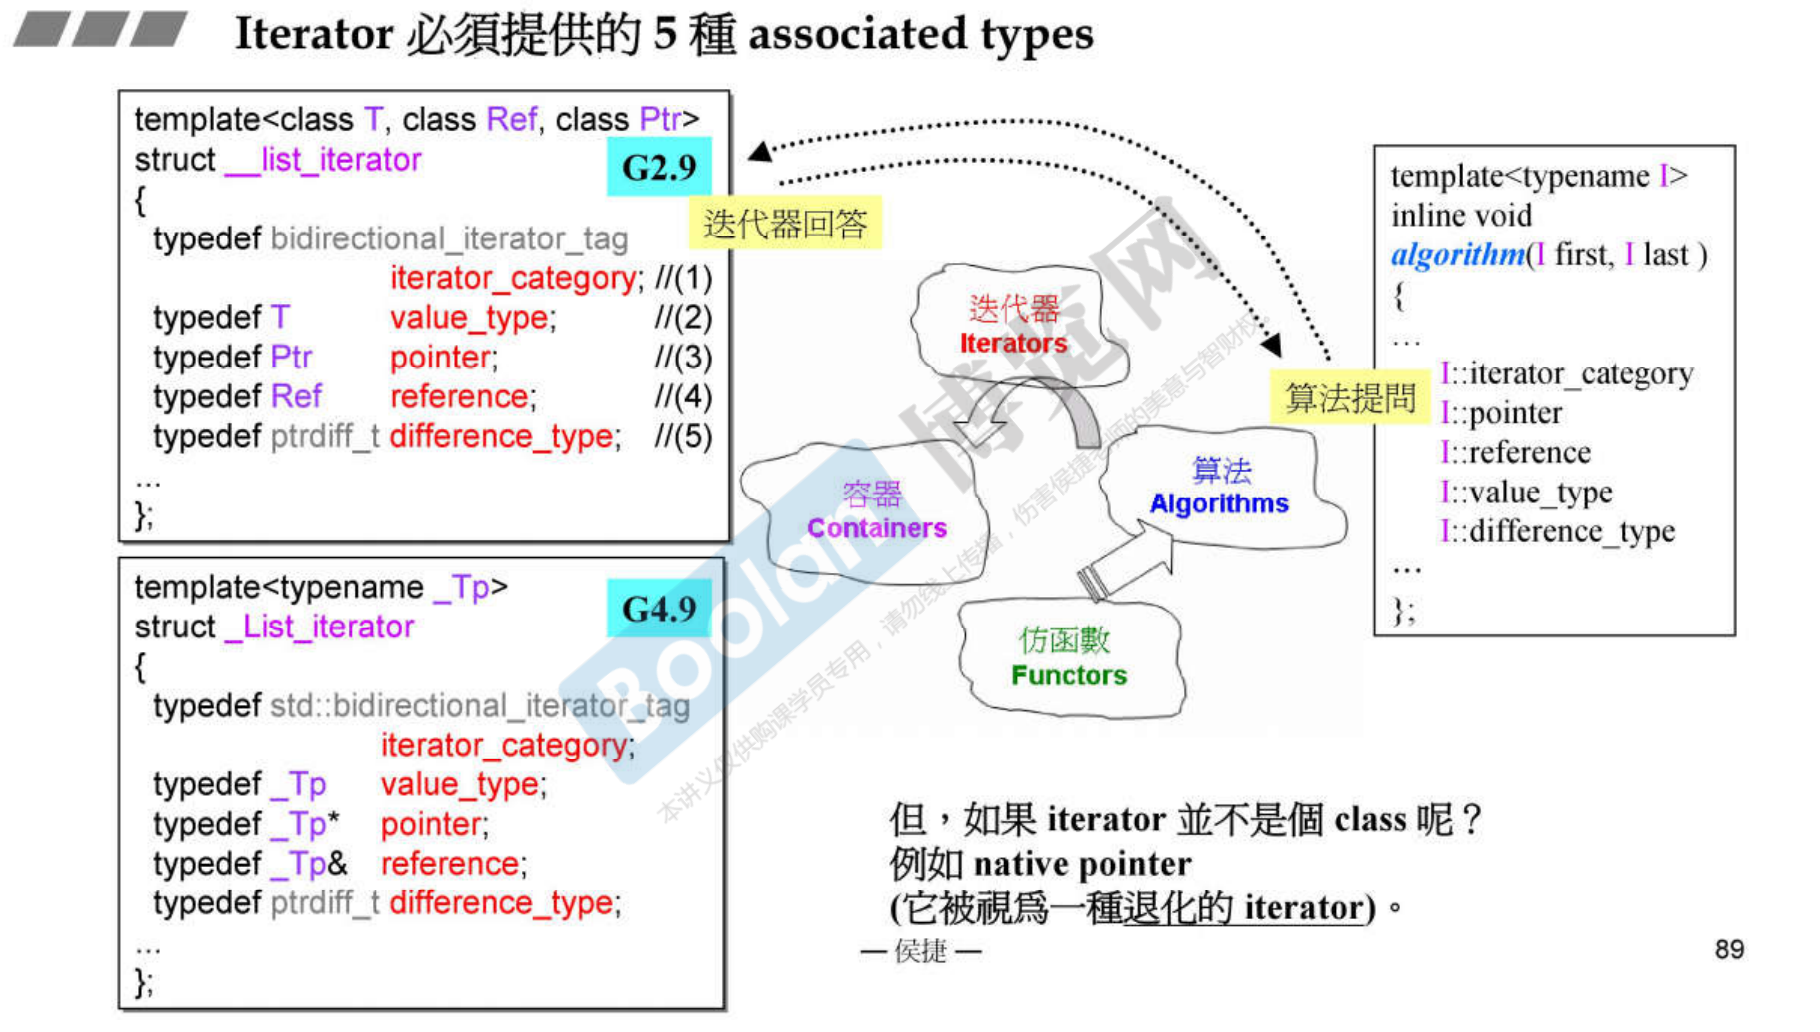 Iterator 必須提供的 5 種 associated types
template<class T, class Ref, class Ptr>
struct __list_iterator
G2.9
{
typedef bidirectional_iterator_tag
iterator_category; //(1)
typedef T value_type; //(2)
typedef Ptr pointer; //(3)
typedef Ref reference; //(4)
typedef ptrdiff_t difference_type; //(5)
...
};
template<typename _Tp>
struct _List_iterator
G4.9
{
typedef std::bidirectional_iterator_tag
iterator_category;
typedef _Tp value_type;
typedef _Tp* pointer;
typedef _Tp& reference;
typedef ptrdiff_t difference_type;
...
};
迭代器回答
迭代器
Iterators
容器
Containers
算法
Algorithms
仿函數
Functors
算法提問
template<typename I>
inline void
algorithm(I first, I last )
{
...
I::iterator_category
I::pointer
I::reference
I::value_type
I::difference_type
...
};
但，如果 iterator 並不是個 class 呢？
例如 native pointer
(它被視爲一種退化的 iterator)。
— 侯捷 —
89
Boolan 博览网
本讲义仅供购课学员专用，请勿线上传播，伤害侯捷老师的美意与智财权。